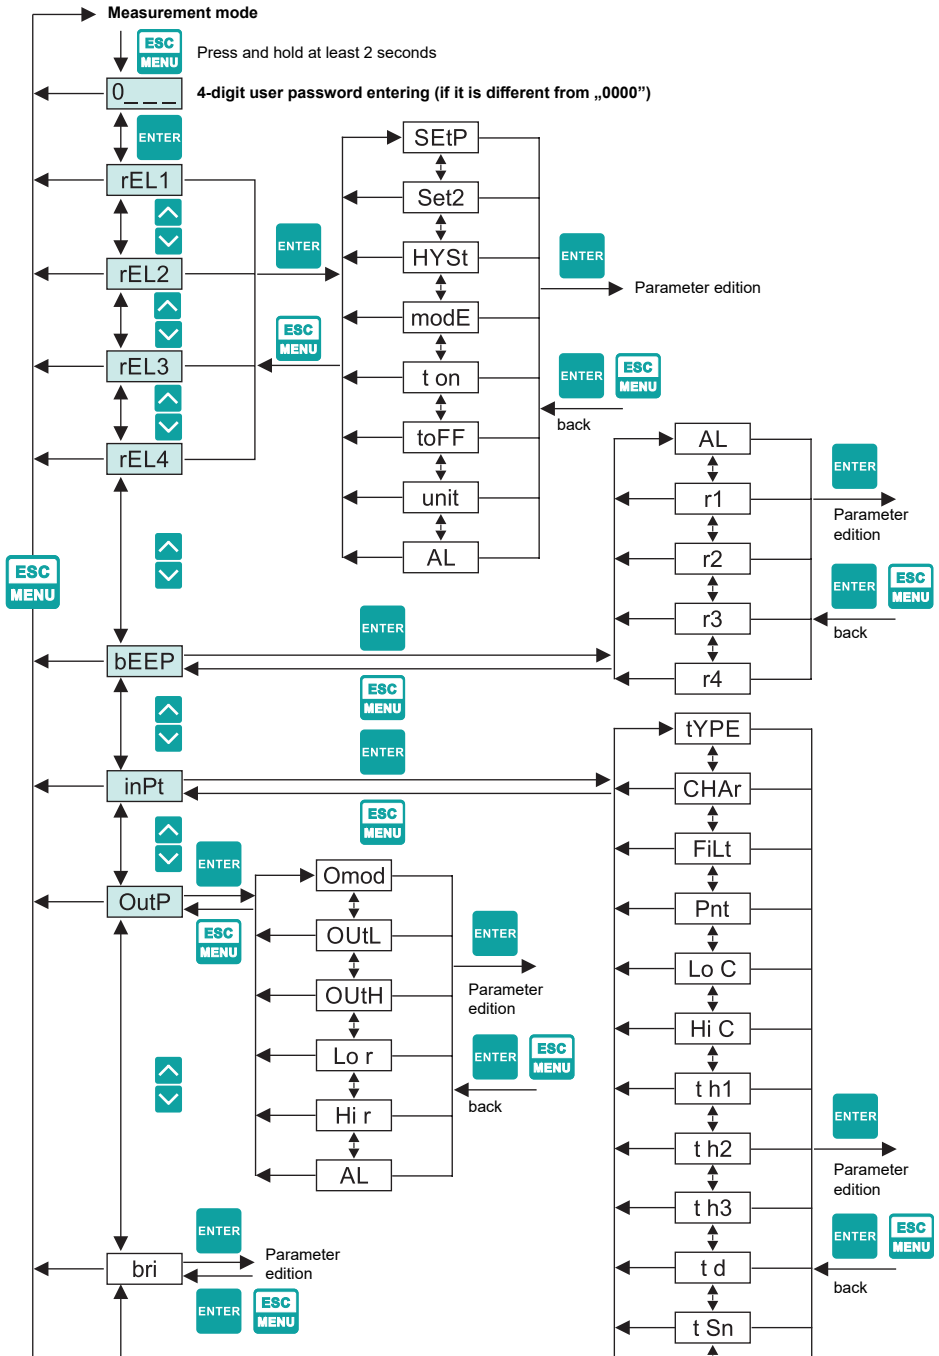 Measurement mode
ESC
MENU
Press and hold at least 2 seconds
0_ _ _
4-digit user password entering (if it is different from „0000”)
ENTER
rEL1
rEL2
rEL3
rEL4
ENTER
ESC
MENU
SEtP
Set2
HYSt
modE
t on
toFF
unit
AL
ENTER
Parameter edition
ENTER
ESC
MENU
back
ESC
MENU
AL
r1
r2
r3
r4
ENTER
Parameter
edition
ENTER
ESC
MENU
back
bEEP
ENTER
ESC
MENU
inPt
ENTER
ESC
MENU
tYPE
CHAr
FiLt
Pnt
Lo C
Hi C
t h1
t h2
t h3
t d
t Sn
ENTER
Parameter
edition
ENTER
ESC
MENU
back
OutP
ENTER
ESC
MENU
Omod
OUtL
OUtH
Lo r
Hi r
AL
ENTER
Parameter
edition
ENTER
ESC
MENU
back
bri
ENTER
Parameter
edition
ENTER
ESC
MENU